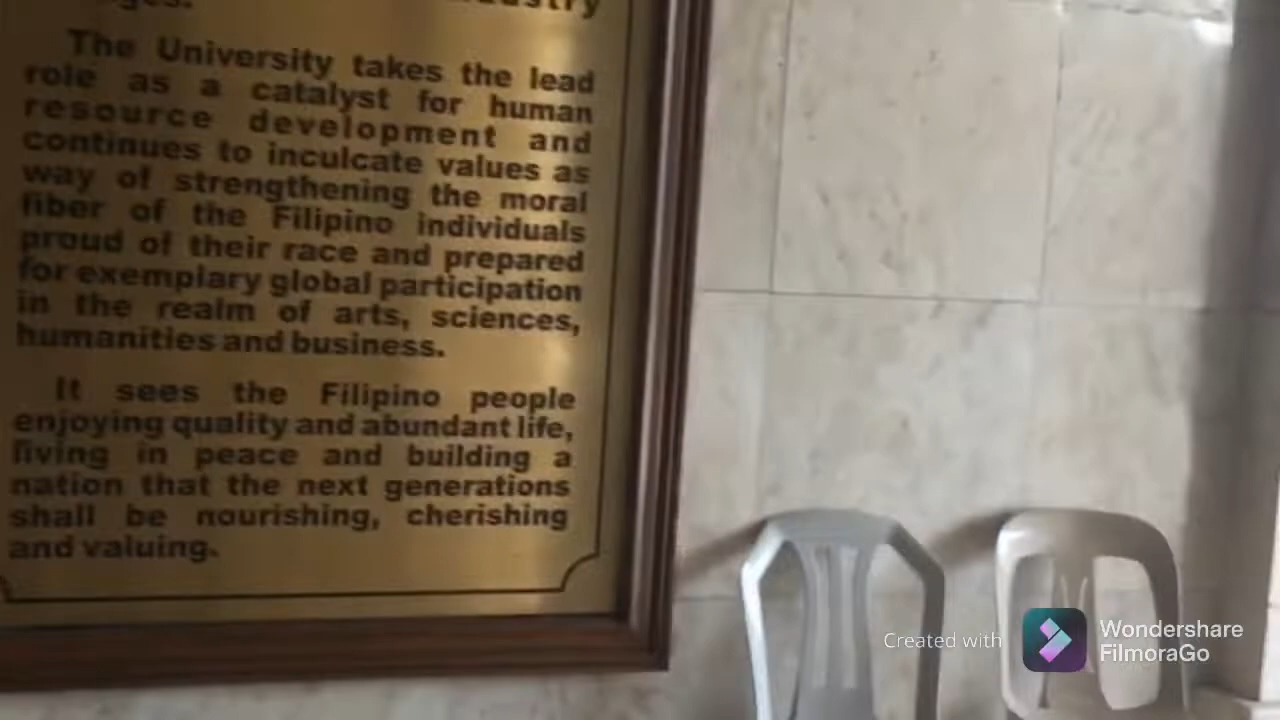 The University takes the lead
role as a catalyst for human
resource development and
continues to inculcate values as
way of strengthening the moral
fiber of the Filipino individuals
proud of their race and prepared
for exemplary global participation
in the realm of arts, sciences,
humanities and business.
It sees the Filipino people
enjoying quality and abundant life,
living in peace and building a
nation that the next generations
shall be nourishing, cherishing
and valuing.
Created with
Wondershare
FilmoraGo